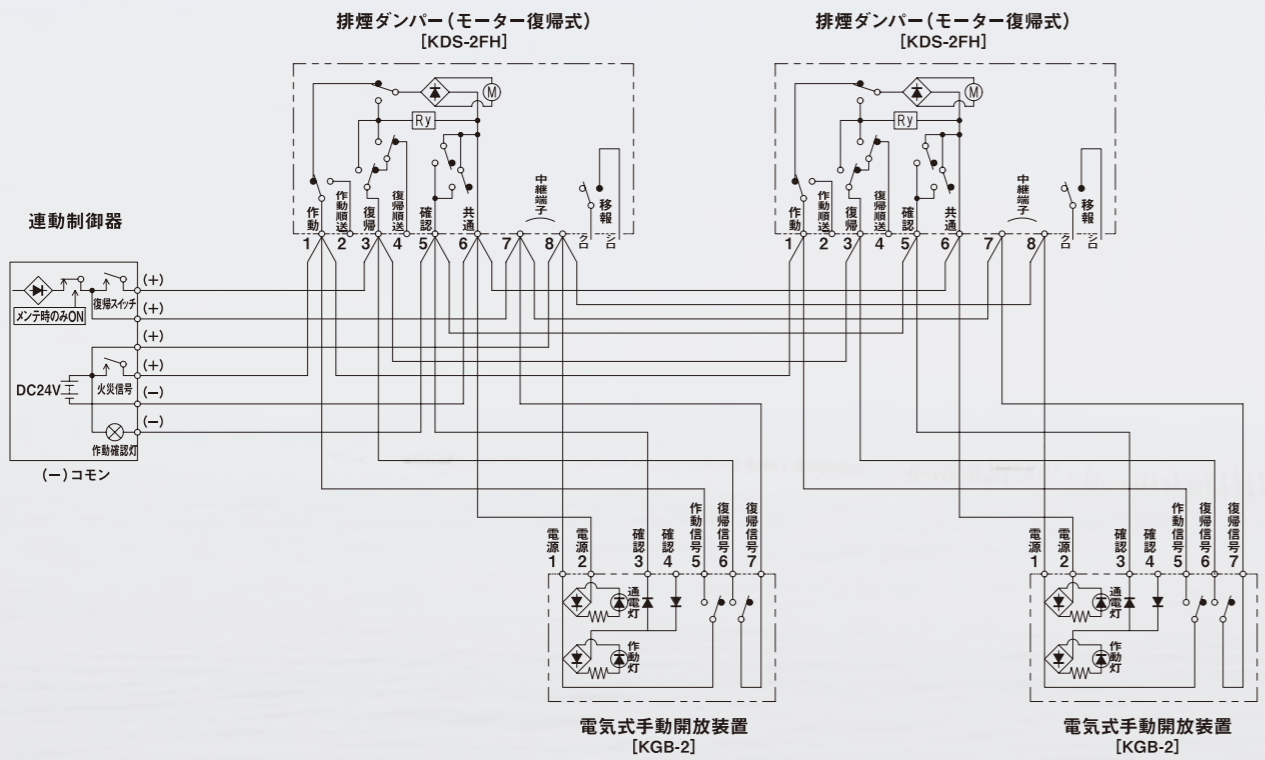 排煙ダンパー（モーター復帰式）
[KDS-2FH]
M
Ry
作動
作動順送
復帰
復帰順送
確認
共通
中継端子
移報
クロ
シロ
1 2 3 4 5 6 7 8
排煙ダンパー（モーター復帰式）
[KDS-2FH]
M
Ry
作動
作動順送
復帰
復帰順送
確認
共通
中継端子
移報
クロ
シロ
1 2 3 4 5 6 7 8
連動制御器
(+)
復帰スイッチ
(+)
メンテ時のみON
(+)
(+)
DC24V
火災信号
(−)
(−)
作動確認灯
(−)コモン
電源1
電源2
確認3
確認4
作動信号5
復帰信号6
復帰信号7
通電灯
作動灯
電気式手動開放装置
[KGB-2]
電源1
電源2
確認3
確認4
作動信号5
復帰信号6
復帰信号7
通電灯
作動灯
電気式手動開放装置
[KGB-2]